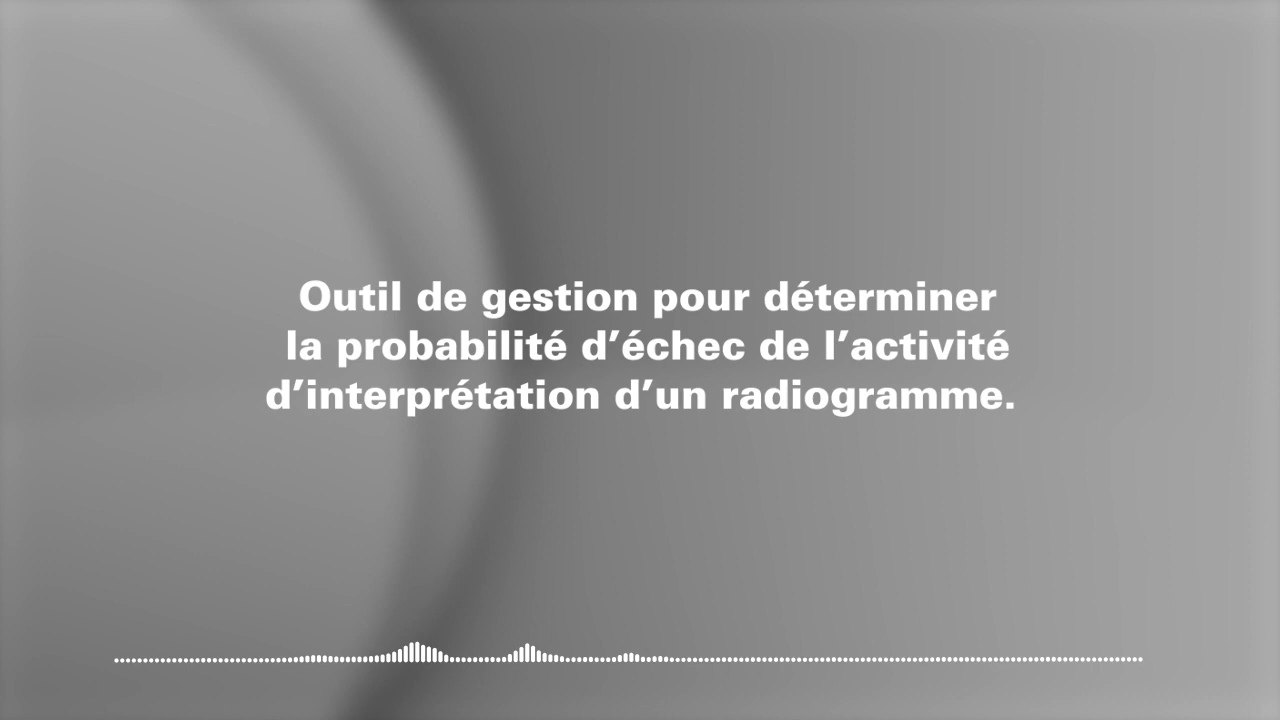 Outil de gestion pour déterminer
la probabilité d’échec de l’activité
d’interprétation d’un radiogramme.